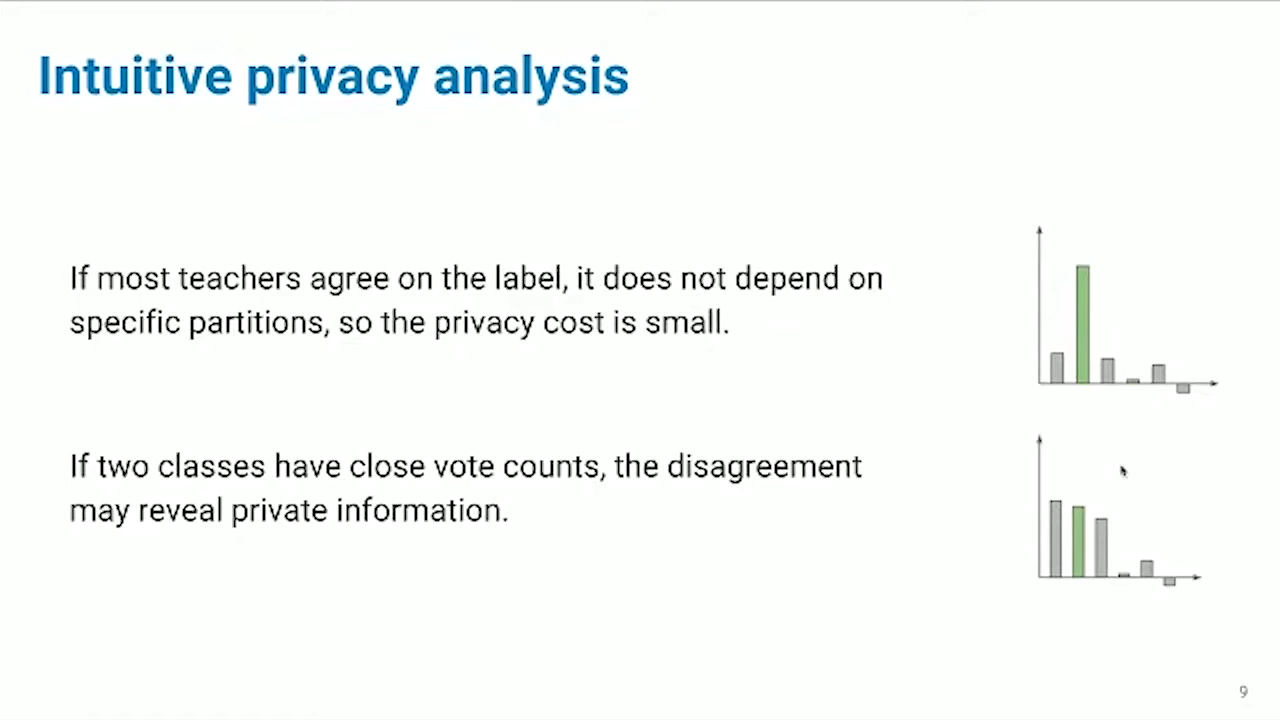 Intuitive privacy analysis
If most teachers agree on the label, it does not depend on
specific partitions, so the privacy cost is small.
If two classes have close vote counts, the disagreement
may reveal private information.
9